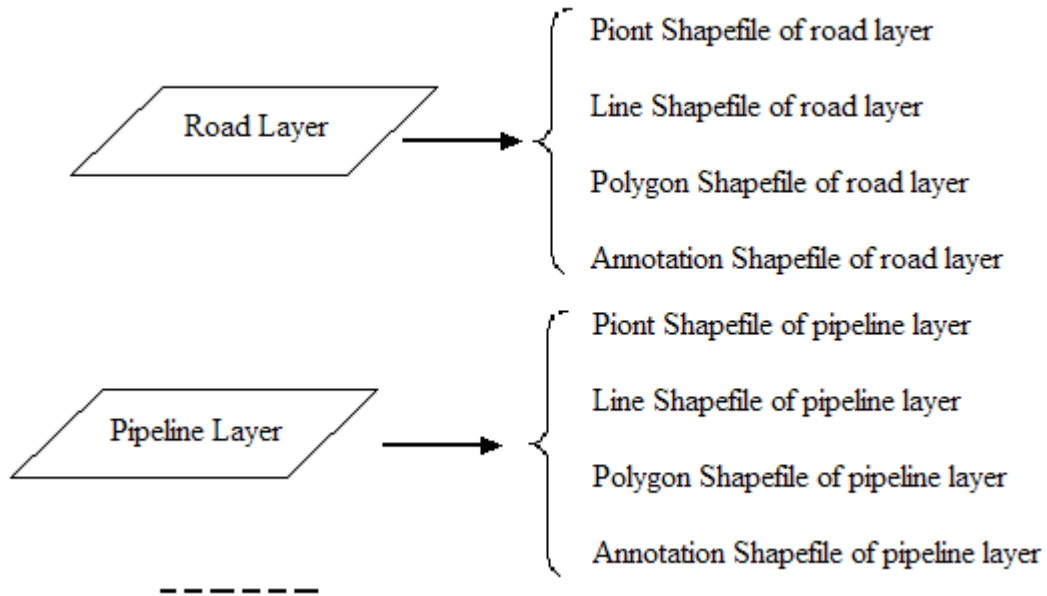 Road Layer
Piont Shapefile of road layer
Line Shapefile of road layer
Polygon Shapefile of road layer
Annotation Shapefile of road layer
Pipeline Layer
Piont Shapefile of pipeline layer
Line Shapefile of pipeline layer
Polygon Shapefile of pipeline layer
Annotation Shapefile of pipeline layer